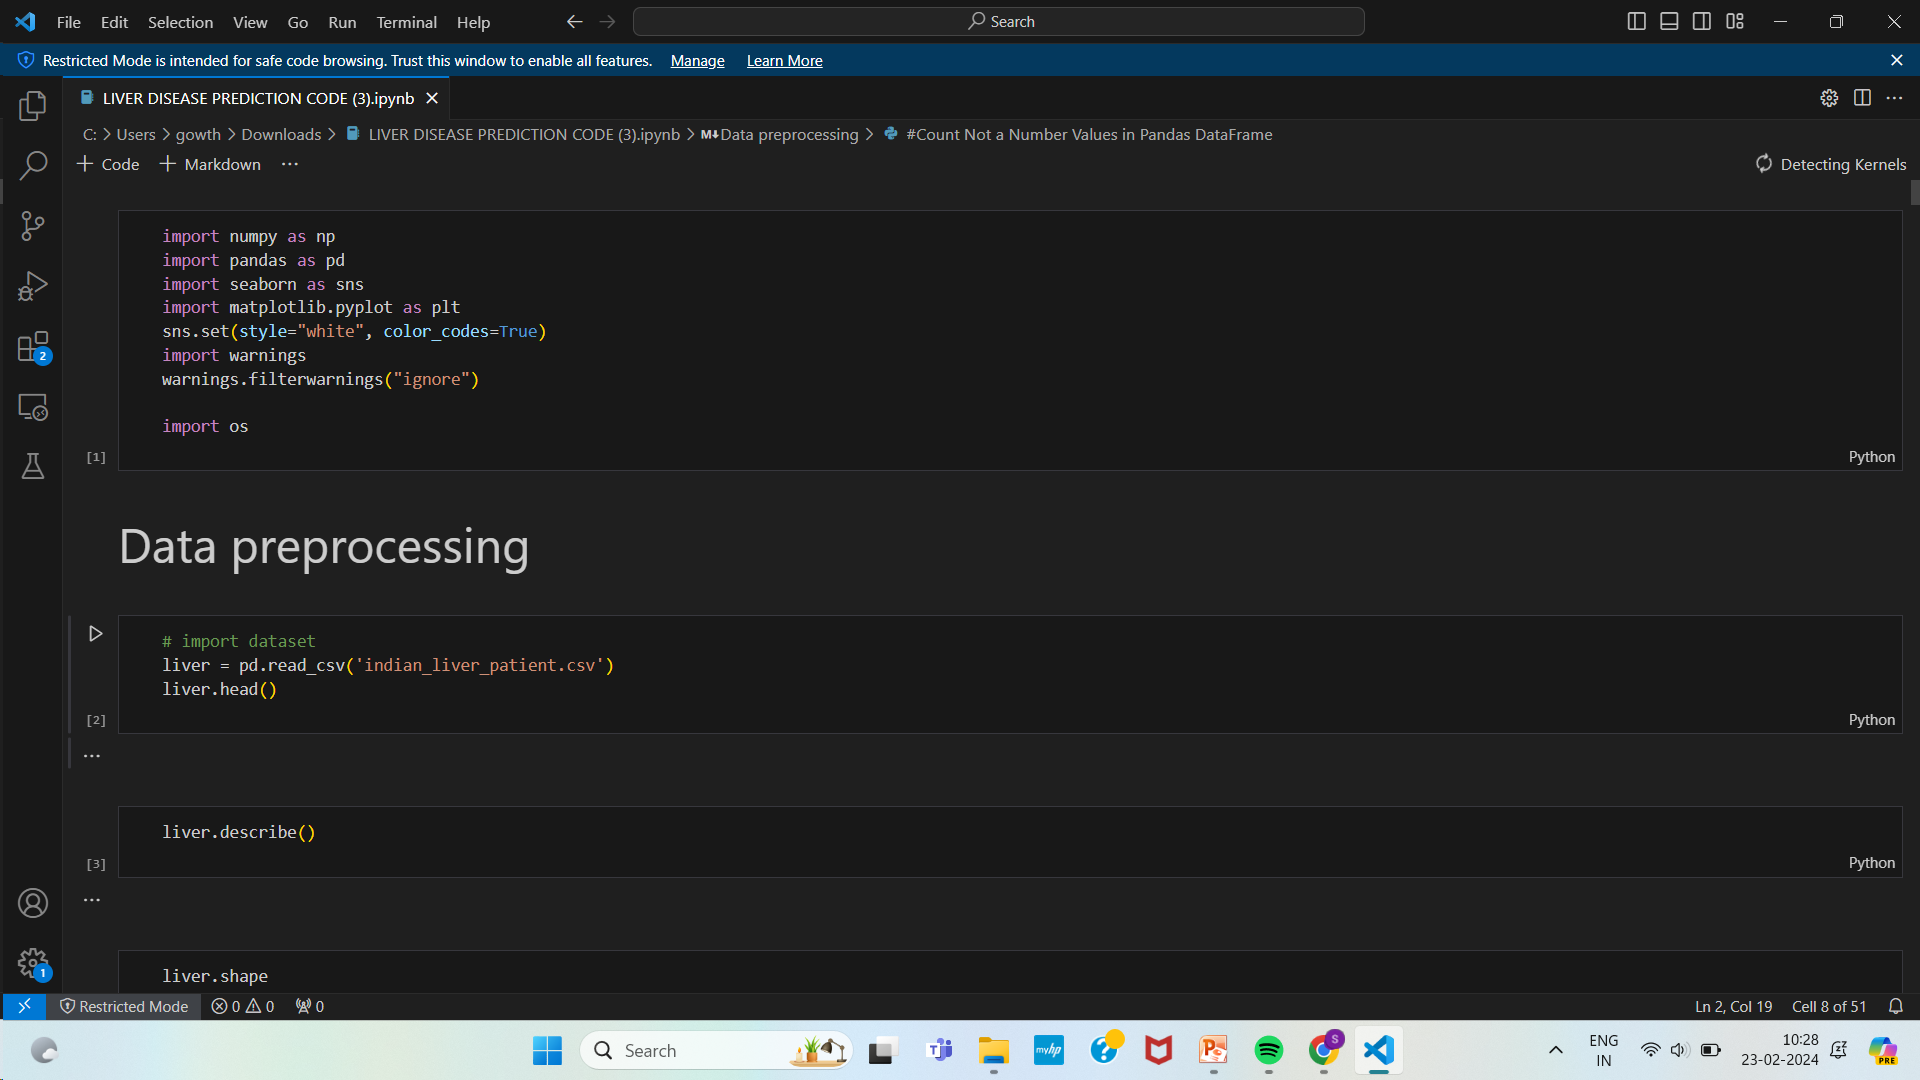 File Edit Selection View Go Run Terminal Help
Search
Restricted Mode is intended for safe code browsing. Trust this window to enable all features. Manage Learn More
LIVER DISEASE PREDICTION CODE (3).ipynb
C: > Users > gowth > Downloads > LIVER DISEASE PREDICTION CODE (3).ipynb > M↓Data preprocessing > #Count Not a Number Values in Pandas DataFrame
+ Code + Markdown ... Detecting Kernels
import numpy as np
import pandas as pd
import seaborn as sns
import matplotlib.pyplot as plt
sns.set(style="white", color_codes=True)
import warnings
warnings.filterwarnings("ignore")
import os
[1] Python
Data preprocessing
# import dataset
liver = pd.read_csv('indian_liver_patient.csv')
liver.head()
[2] Python
...
liver.describe()
[3] Python
...
liver.shape
2
1
Restricted Mode 0 0 0 Ln 2, Col 19 Cell 8 of 51
Search
myhp
S
ENG
IN
10:28
23-02-2024
PRE